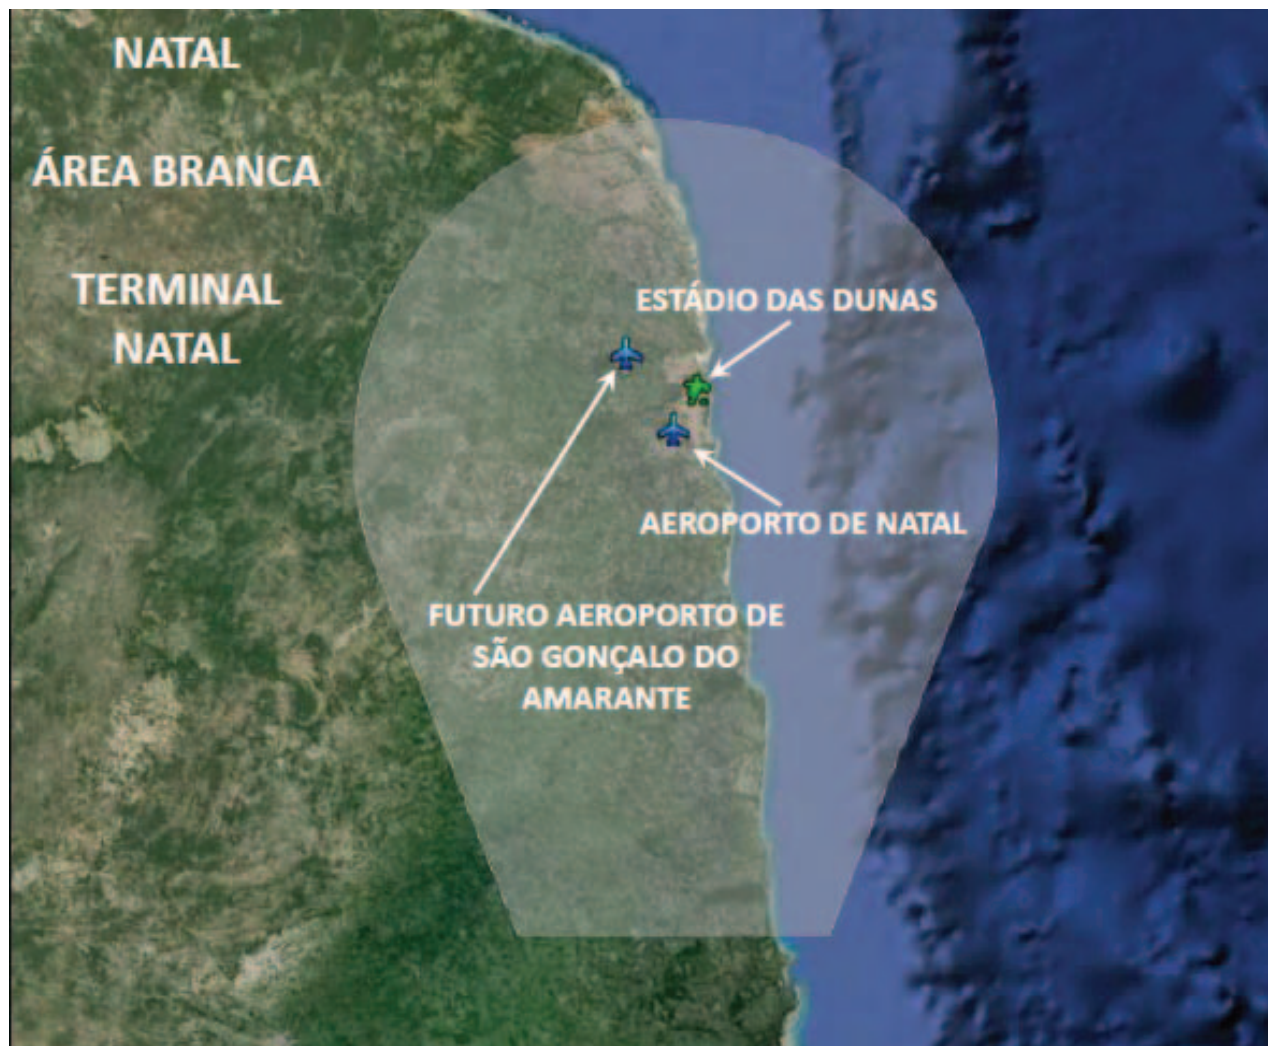 NATAL
ÁREA BRANCA
TERMINAL
NATAL
ESTÁDIO DAS DUNAS
AEROPORTO DE NATAL
FUTURO AEROPORTO DE
SÃO GONÇALO DO
AMARANTE